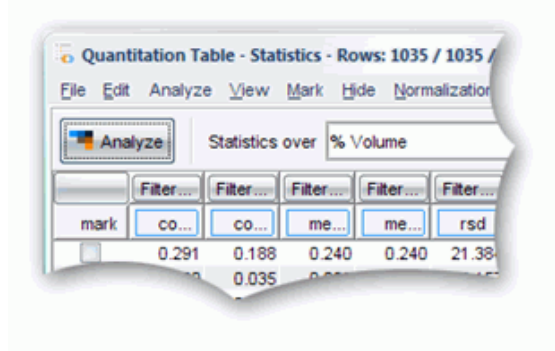 Quantitation Table - Statistics - Rows: 1035 / 1035 /
File Edit Analyze View Mark Hide Normalization
Analyze Statistics over % Volume
Filter... Filter... Filter... Filter... Filter...
mark co... co... me... me... rsd
0.291 0.188 0.240 0.240 21.384
0.035